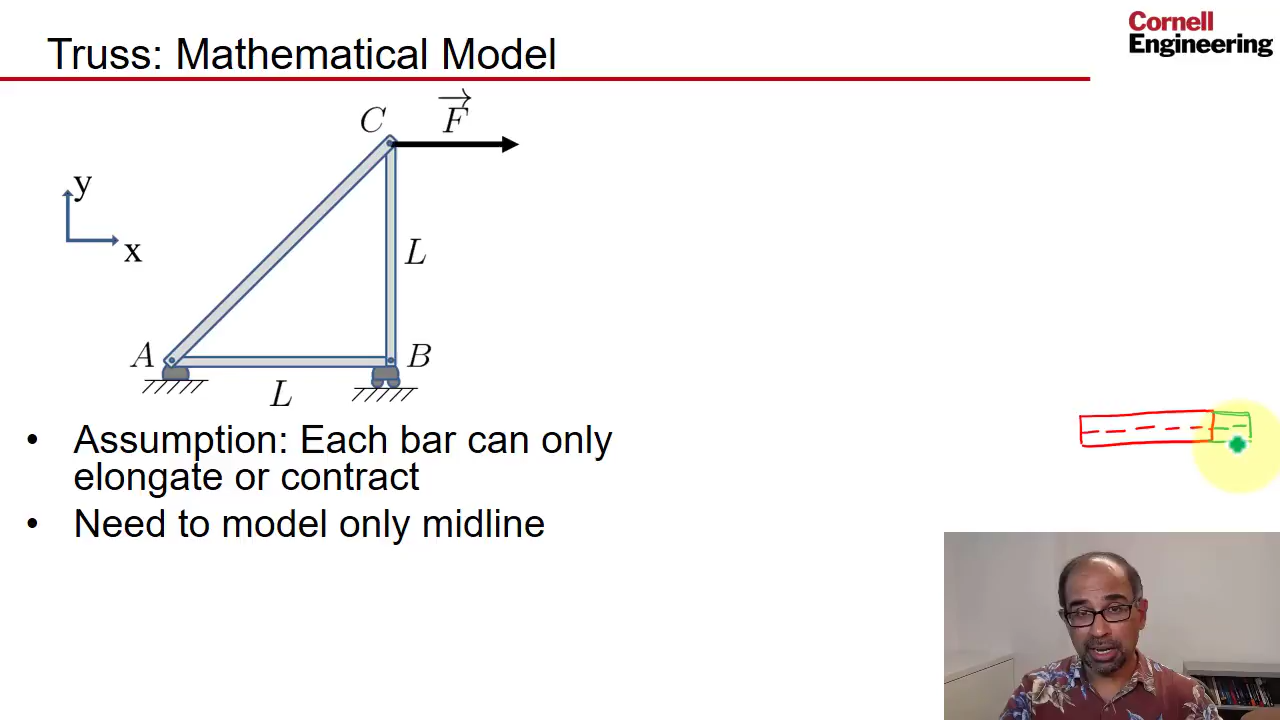 Truss: Mathematical Model
Cornell
Engineering
C
F
y
x
L
A
B
L
• Assumption: Each bar can only
elongate or contract
• Need to model only midline